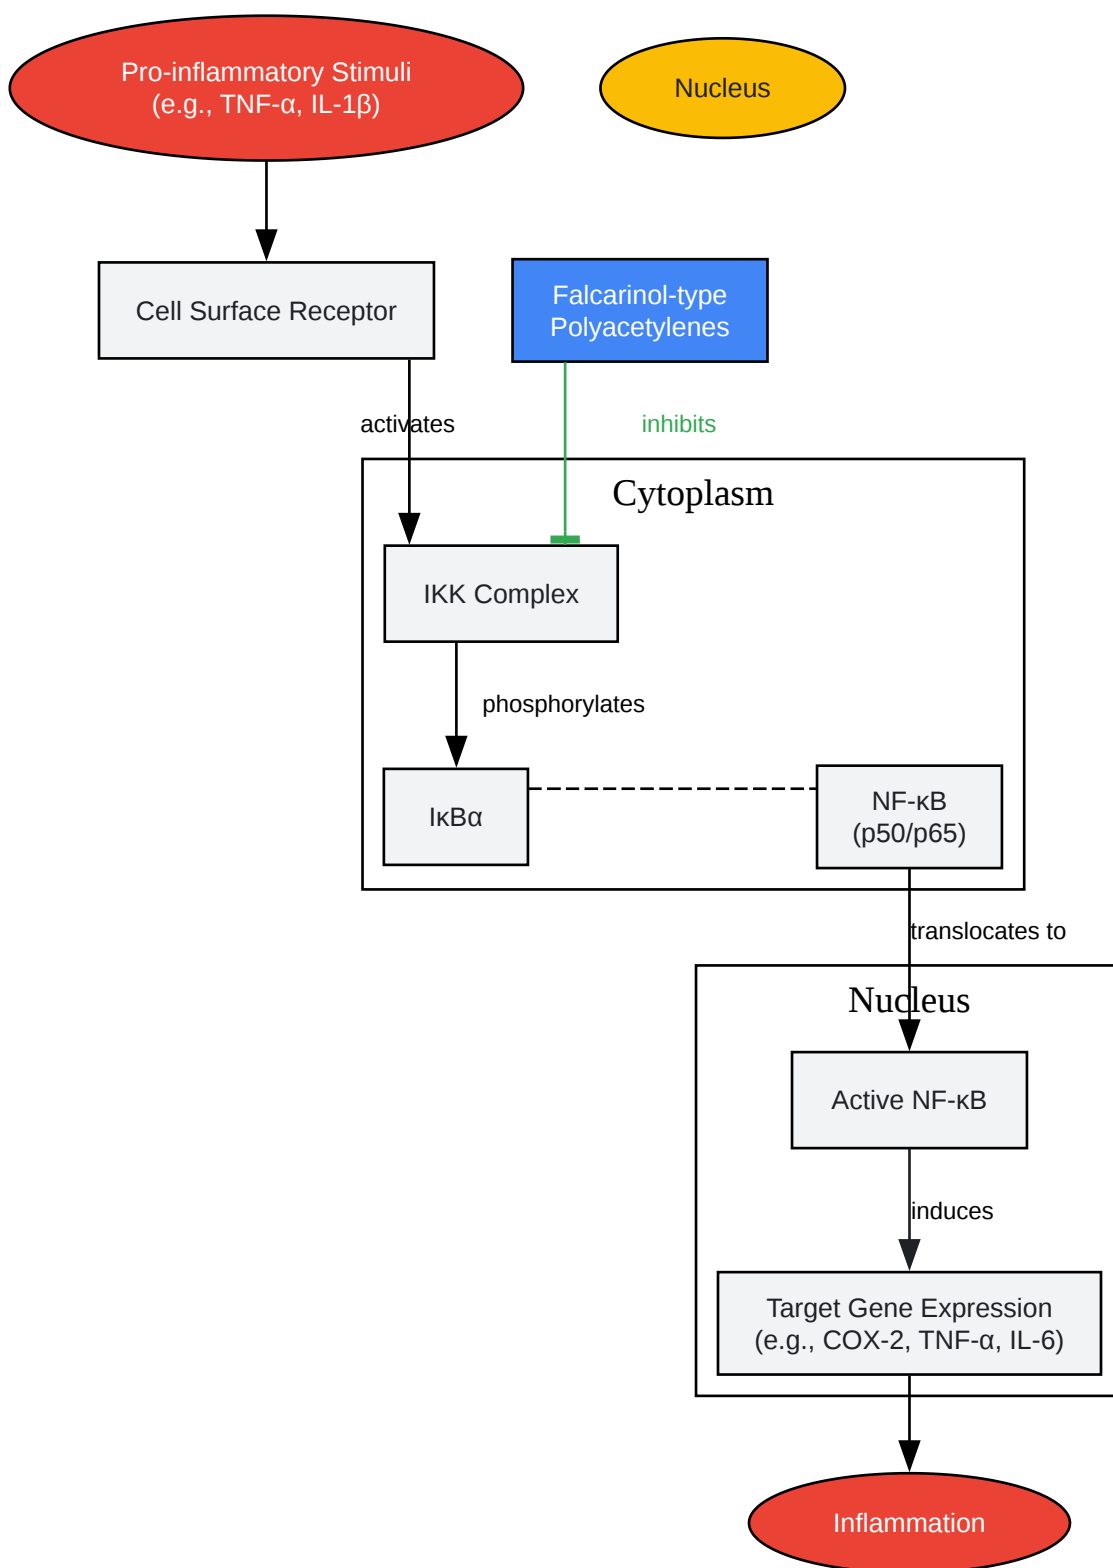 Pro-inflammatory Stimuli
(e.g., TNF-α, IL-1β)
Nucleus
Cell Surface Receptor
Falcarinol-type
Polyacetylenes
activates
inhibits
Cytoplasm
IKK Complex
phosphorylates
IκBα
NF-κB
(p50/p65)
translocates to
Nucleus
Active NF-κB
induces
Target Gene Expression
(e.g., COX-2, TNF-α, IL-6)
Inflammation